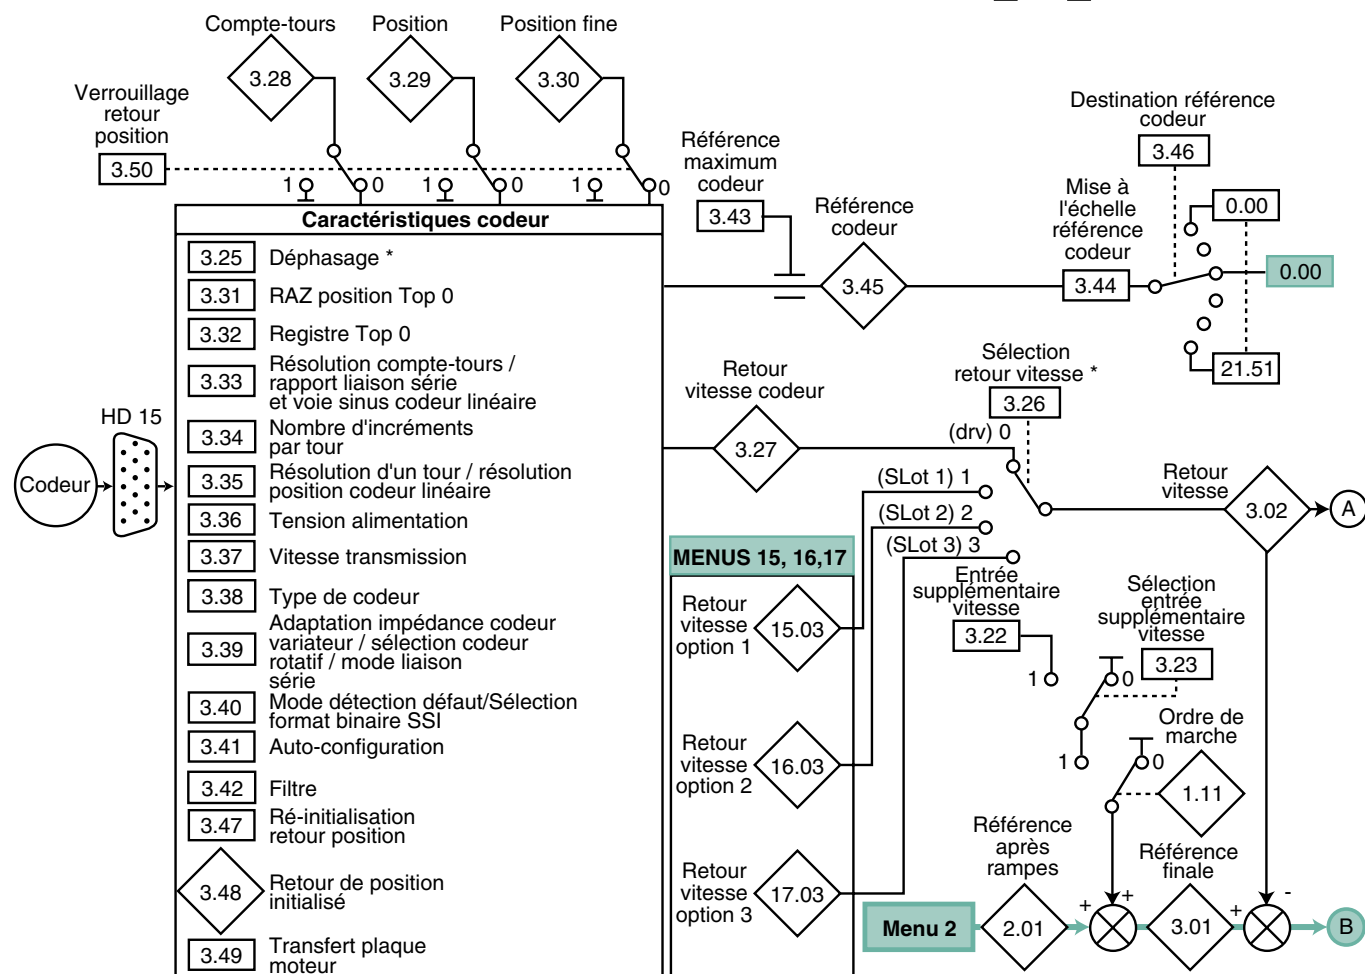 Compte-tours
Position
Position fine
3.28
3.29
3.30
Verrouillage
retour
position
3.50
1
0
1
0
1
0
Référence
maximum
codeur
3.43
Référence
codeur
3.45
Destination référence
codeur
3.46
Mise à
l'échelle
référence
codeur
3.44
0.00
0.00
21.51
Caractéristiques codeur
3.25 Déphasage *
3.31 RAZ position Top 0
3.32 Registre Top 0
3.33 Résolution compte-tours /
rapport liaison série
et voie sinus codeur linéaire
3.34 Nombre d'incréments
par tour
3.35 Résolution d'un tour / résolution
position codeur linéaire
3.36 Tension alimentation
3.37 Vitesse transmission
3.38 Type de codeur
3.39 Adaptation impédance codeur
variateur / sélection codeur
rotatif / mode liaison
série
3.40 Mode détection défaut/Sélection
format binaire SSI
3.41 Auto-configuration
3.42 Filtre
3.47 Ré-initialisation
retour position
3.48 Retour de position
initialisé
3.49 Transfert plaque
moteur
HD 15
Codeur
Retour
vitesse codeur
3.27
Sélection
retour vitesse *
3.26
(drv) 0
(SLot 1) 1
(SLot 2) 2
(SLot 3) 3
Retour
vitesse
3.02
A
MENUS 15, 16,17
Retour
vitesse
option 1
15.03
Retour
vitesse
option 2
16.03
Retour
vitesse
option 3
17.03
Entrée
supplémentaire
vitesse
3.22
1
0
Sélection
entrée
supplémentaire
vitesse
3.23
1
0
Ordre de
marche
1.11
Menu 2
Référence
après
rampes
2.01
+
+
Référence
finale
3.01
+
-
B